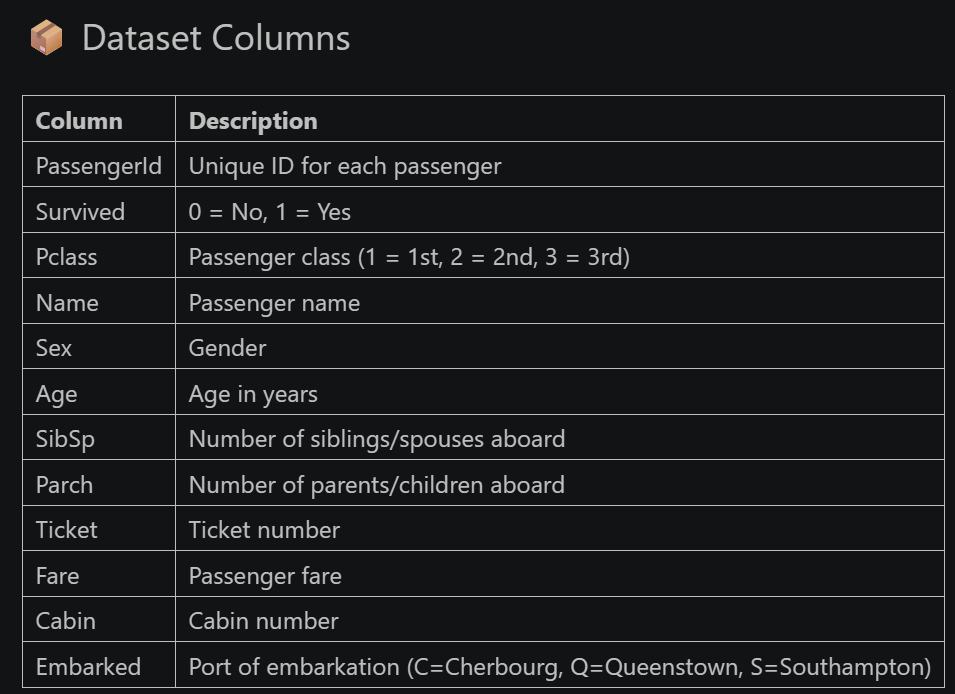 Dataset Columns
Column Description
PassengerId Unique ID for each passenger
Survived 0 = No, 1 = Yes
Pclass Passenger class (1 = 1st, 2 = 2nd, 3 = 3rd)
Name Passenger name
Sex Gender
Age Age in years
SibSp Number of siblings/spouses aboard
Parch Number of parents/children aboard
Ticket Ticket number
Fare Passenger fare
Cabin Cabin number
Embarked Port of embarkation (C=Cherbourg, Q=Queenstown, S=Southampton)